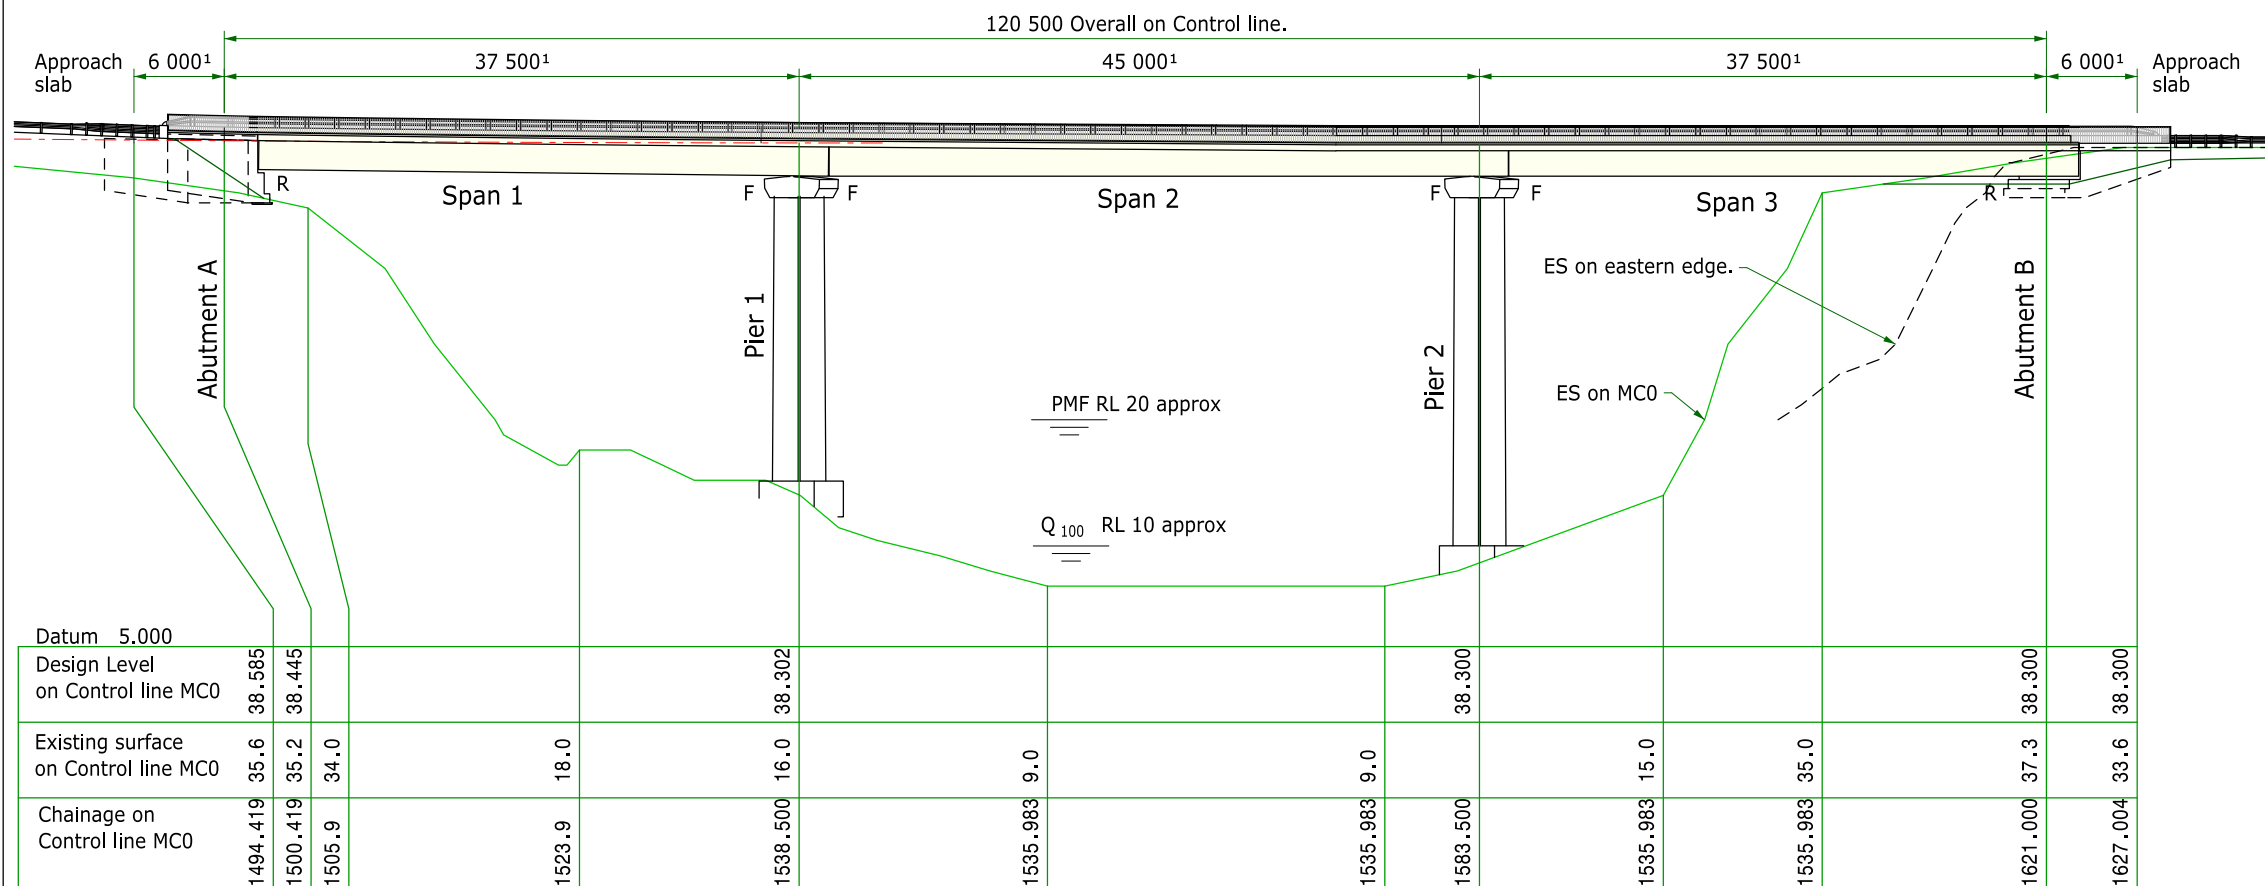 120 500 Overall on Control line.
Approach
slab
6 000¹
37 500¹
45 000¹
37 500¹
6 000¹
Approach
slab
R
Span 1
F
F
Span 2
F
F
Span 3
R
Abutment A
Pier 1
Pier 2
Abutment B
ES on eastern edge.
ES on MC0
PMF RL 20 approx
Q 100 RL 10 approx
Datum 5.000
Design Level
on Control line MC0
38.585
38.445
38.302
38.300
38.300
38.300
Existing surface
on Control line MC0
35.6
35.2
34.0
18.0
16.0
9.0
9.0
15.0
35.0
37.3
33.6
Chainage on
Control line MC0
1494.419
1500.419
1505.9
1523.9
1538.500
1535.983
1535.983
1583.500
1535.983
1535.983
1621.000
1627.004